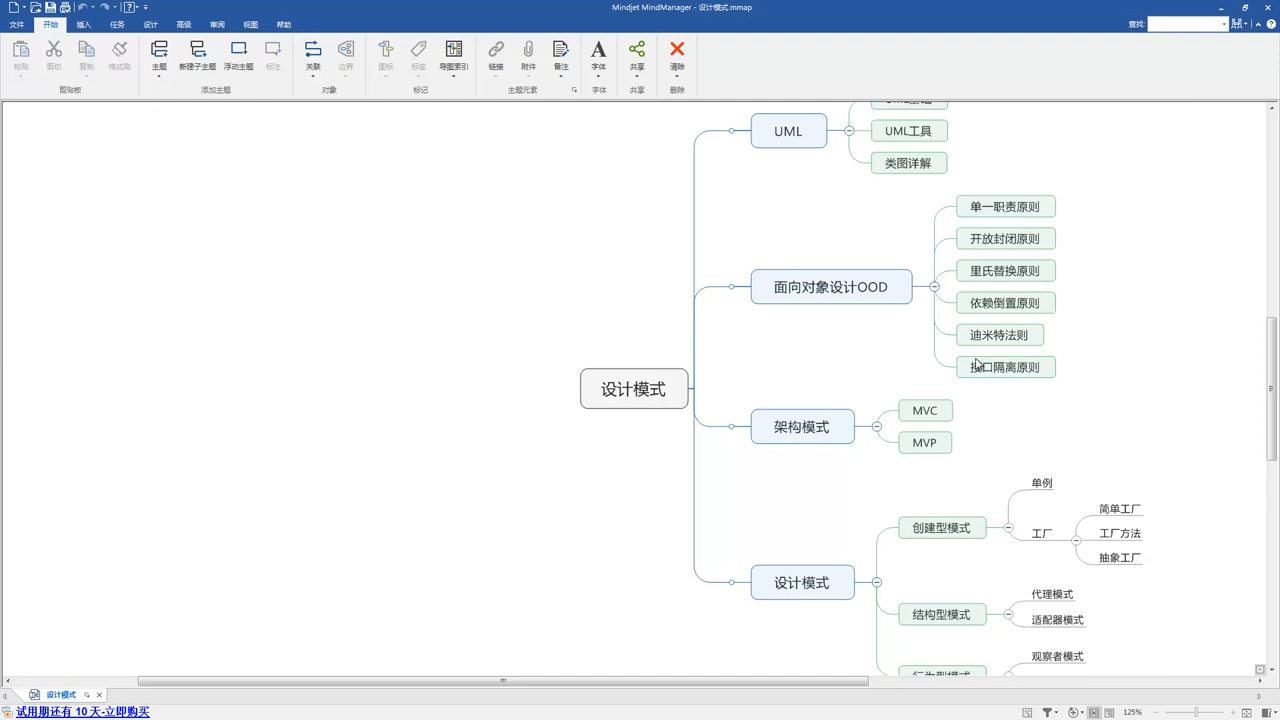 Mindjet MindManager - 设计模式.mmap
文件 开始 插入 任务 设计 高级 审阅 视图 帮助
查找:
粘贴 剪切 复制 格式刷 主题 新建子主题 浮动主题 标注 关联 边界 图标 标签 导图索引 链接 附件 备注 字体 共享 清除
剪贴板 添加主题 对象 标记 主题元素 字体 共享 删除
UML
UML基础
UML工具
类图详解
面向对象设计OOD
单一职责原则
开放封闭原则
里氏替换原则
依赖倒置原则
迪米特法则
接口隔离原则
设计模式
架构模式
MVC
MVP
设计模式
创建型模式
单例
工厂
简单工厂
工厂方法
抽象工厂
结构型模式
代理模式
适配器模式
行为型模式
观察者模式
设计模式
试用期还有 10 天-立即购买
125%